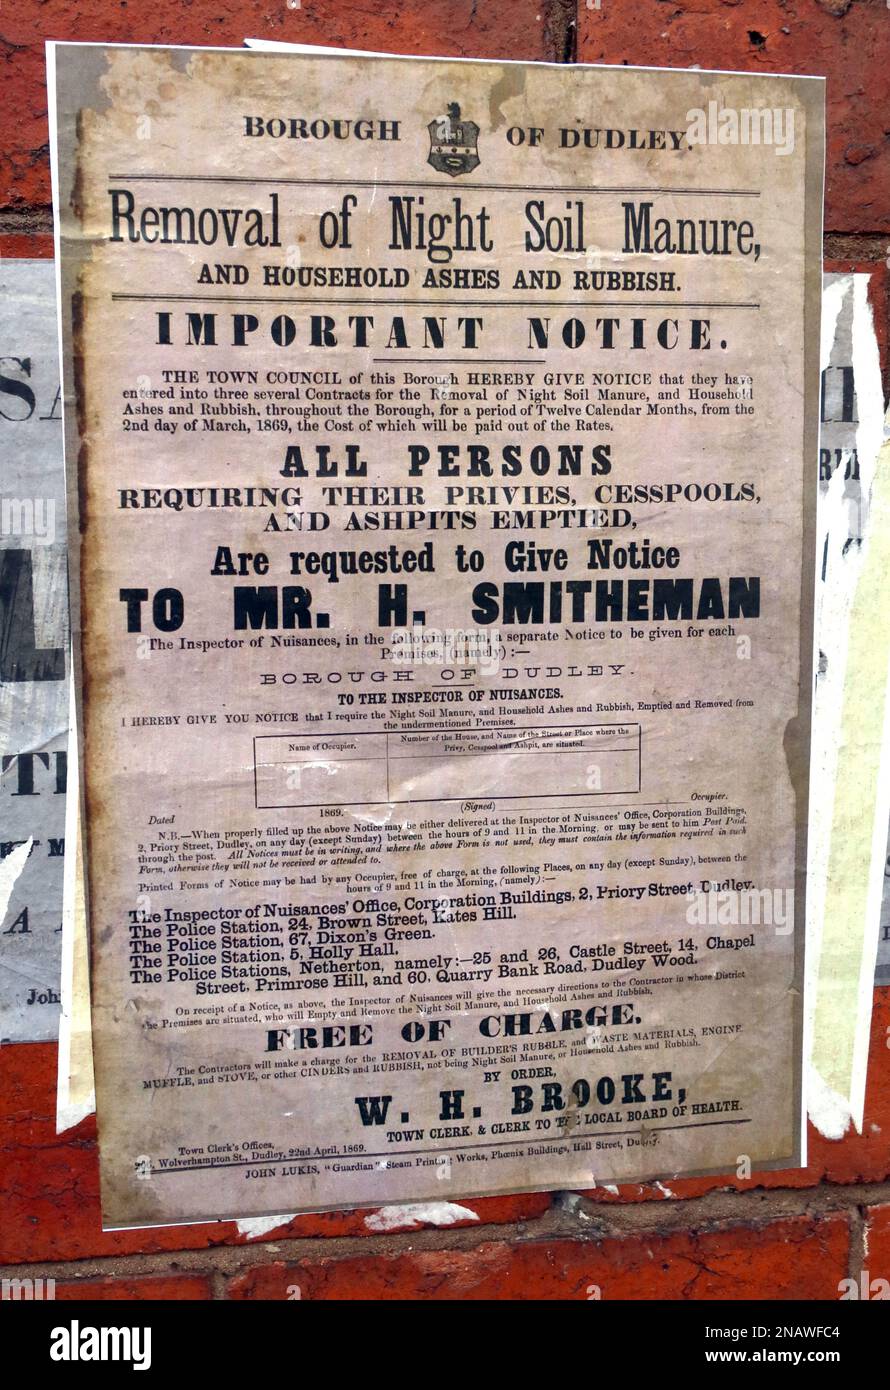 BOROUGH OF DUDLEY.
Removal of Night Soil Manure,
AND HOUSEHOLD ASHES AND RUBBISH.
IMPORTANT NOTICE.
THE TOWN COUNCIL of this Borough HEREBY GIVE NOTICE that they have
entered into three several Contracts for the Removal of Night Soil Manure, and Household
Ashes and Rubbish, throughout the Borough, for a period of Twelve Calendar Months, from the
2nd day of March, 1869, the Cost of which will be paid out of the Rates.
ALL PERSONS
REQUIRING THEIR PRIVIES, CESSPOOLS,
AND ASHPITS EMPTIED,
Are requested to Give Notice
TO MR. H. SMITHEMAN
The Inspector of Nuisances, in the following form, a separate Notice to be given for each
Premises, (namely) :—
BOROUGH OF DUDLEY.
TO THE INSPECTOR OF NUISANCES.
I HEREBY GIVE YOU NOTICE that I require the Night Soil Manure, and Household Ashes and Rubbish, Emptied and Removed from
the undermentioned Premises.
Name of Occupier. Number of the House, and Name of the Street or Place where the
Privy, Cesspool and Ashpit, are situated.
Dated 1869. (Signed) Occupier.
N.B.—When properly filled up the above Notice may be either delivered at the Inspector of Nuisances' Office, Corporation Buildings,
2, Priory Street, Dudley, on any day (except Sunday) between the hours of 9 and 11 in the Morning, or may be sent to him Post Paid,
through the post. All Notices must be in writing, and where the above Form is not used, they must contain the information required in such
Form, otherwise they will not be received or attended to.
Printed Forms of Notice may be had by any Occupier, free of charge, at the following Places, on any day (except Sunday), between the
hours of 9 and 11 in the Morning, (namely) :—
The Inspector of Nuisances' Office, Corporation Buildings, 2, Priory Street, Dudley.
The Police Station, 24, Brown Street, Kates Hill.
The Police Station, 67, Dixon's Green.
The Police Station, 5, Holly Hall.
The Police Stations, Netherton, namely:—25 and 26, Castle Street, 14, Chapel
Street, Primrose Hill, and 60, Quarry Bank Road, Dudley Wood.
On receipt of a Notice, as above, the Inspector of Nuisances will give the necessary directions to the Contractor in whose District
the Premises are situated, who will Empty and Remove the Night Soil Manure, and Household Ashes and Rubbish,
FREE OF CHARGE.
The Contractors will make a charge for the REMOVAL OF BUILDER'S RUBBLE, and WASTE MATERIALS, ENGINE
MUFFLE, and STOVE, or other CINDERS and RUBBISH, not being Night Soil Manure, or Household Ashes and Rubbish.
BY ORDER,
W. H. BROOKE,
TOWN CLERK, & CLERK TO THE LOCAL BOARD OF HEALTH.
Town Clerk's Offices,
Wolverhampton St., Dudley, 22nd April, 1869.
JOHN LUKIS, "Guardian" Steam Printing Works, Phœnix Buildings, Hall Street, Dudley.
John
alamy
Image ID: 2NAWFC4
www.alamy.com